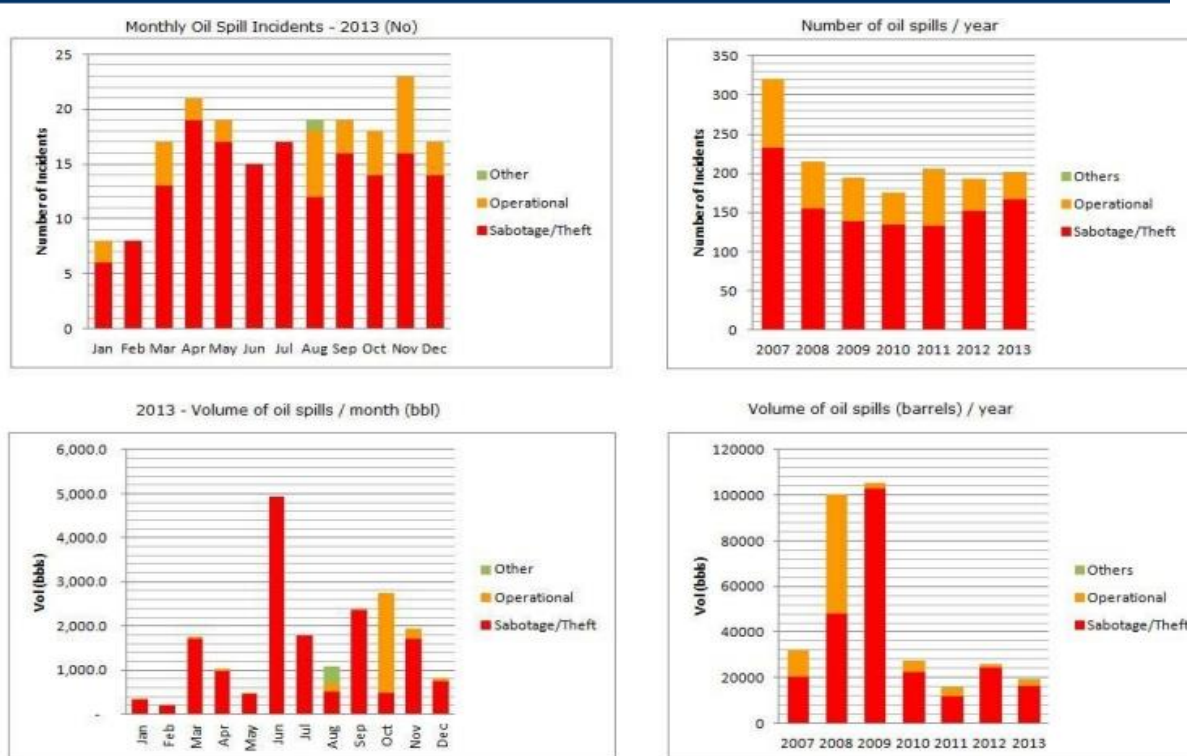 Monthly Oil Spill Incidents - 2013 (No)
Number of Incidents
25
20
15
10
5
0
Jan Feb Mar Apr May Jun Jul Aug Sep Oct Nov Dec
Other
Operational
Sabotage/Theft
Number of oil spills / year
Number of Incidents
350
300
250
200
150
100
50
0
2007 2008 2009 2010 2011 2012 2013
Others
Operational
Sabotage/Theft
2013 - Volume of oil spills / month (bbl)
Vol (bbls)
6,000.0
5,000.0
4,000.0
3,000.0
2,000.0
1,000.0
-
Jan Feb Mar Apr May Jun Jul Aug Sep Oct Nov Dec
Other
Operational
Sabotage/Theft
Volume of oil spills (barrels) / year
Vol (bbls)
120000
100000
80000
60000
40000
20000
0
2007 2008 2009 2010 2011 2012 2013
Others
Operational
Sabotage/Theft